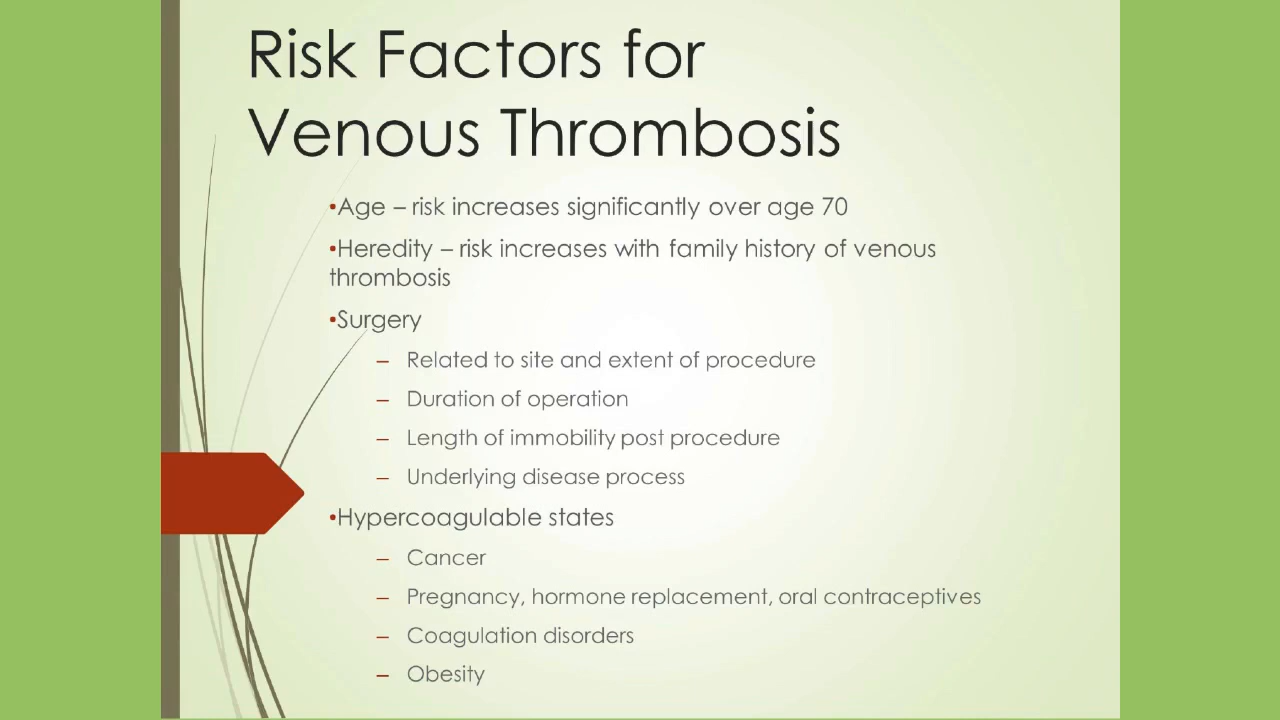 Risk Factors for
Venous Thrombosis
•Age – risk increases significantly over age 70
•Heredity – risk increases with family history of venous
thrombosis
•Surgery
– Related to site and extent of procedure
– Duration of operation
– Length of immobility post procedure
– Underlying disease process
•Hypercoagulable states
– Cancer
– Pregnancy, hormone replacement, oral contraceptives
– Coagulation disorders
– Obesity